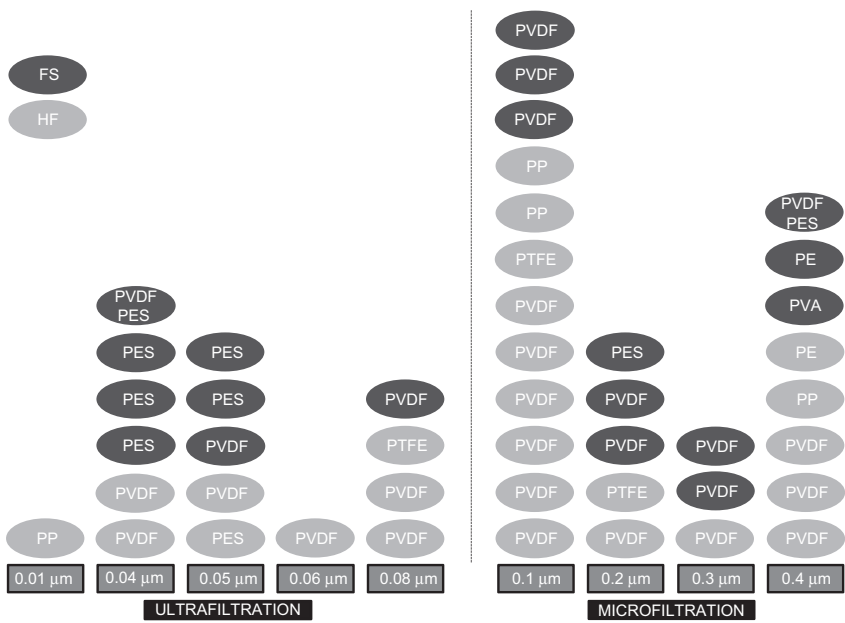 PVDF
FS PVDF
HF PVDF
PP
PP PVDF
PES
PTFE PE
PVDF
PES PVDF PVA
PES PES PVDF PES PE
PES PES PVDF PVDF PVDF PP
PES PVDF PTFE PVDF PVDF PVDF PVDF
PVDF PVDF PVDF PVDF PTFE PVDF PVDF
PP PVDF PES PVDF PVDF PVDF PVDF PVDF PVDF
0.01 μm 0.04 μm 0.05 μm 0.06 μm 0.08 μm 0.1 μm 0.2 μm 0.3 μm 0.4 μm
ULTRAFILTRATION MICROFILTRATION